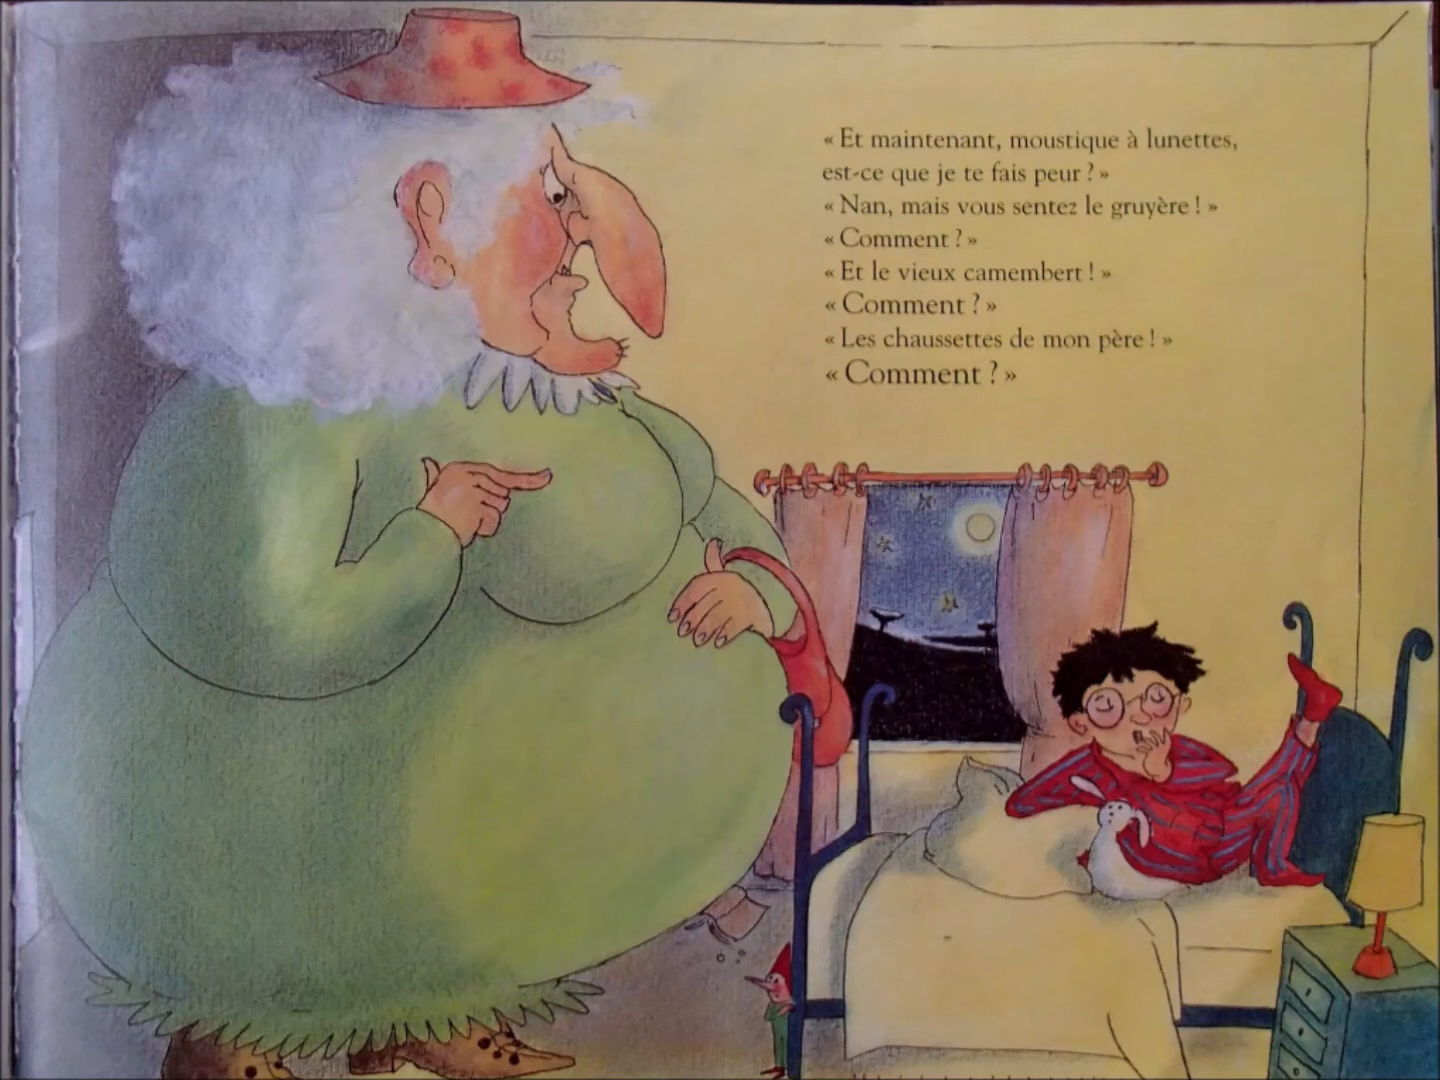 « Et maintenant, moustique à lunettes,
est-ce que je te fais peur ? »
« Nan, mais vous sentez le gruyère ! »
« Comment ? »
« Et le vieux camembert ! »
« Comment ? »
« Les chaussettes de mon père ! »
« Comment ? »